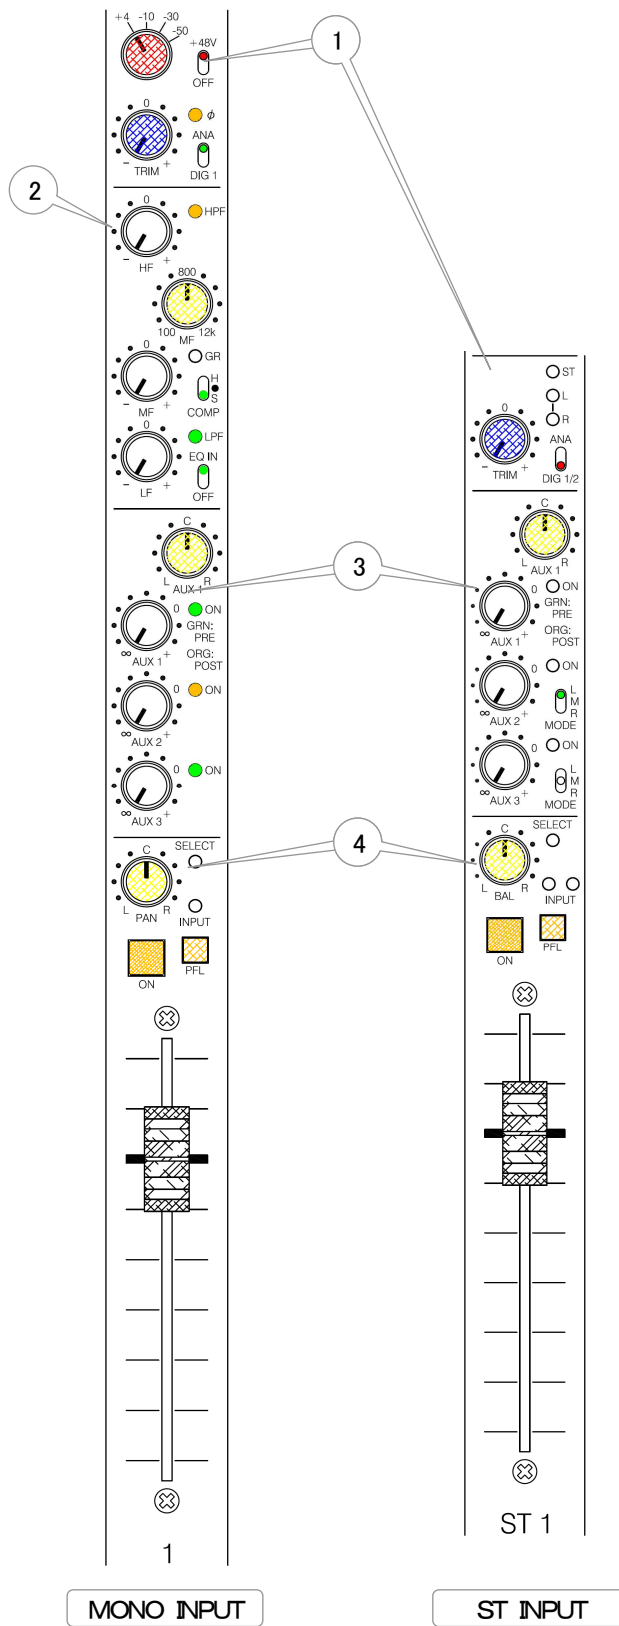 +4 -10 -30 -50
+48V
OFF
1
0
ϕ
ANA
TRIM
- +
DIG 1
2
0
HPF
- +
HF
800
100 12k
MF
0
GR
H
S
- +
MF
COMP
0
LPF
EQ IN
- +
LF
OFF
C
L R
AUX 1
3
0
ON
GRN:
PRE
ORG:
POST
∞ +
AUX 1
0
ON
∞ +
AUX 2
0
ON
∞ +
AUX 3
4
C
SELECT
L R
PAN
INPUT
ON
PFL
1
MONO INPUT
ST
L
R
0
ANA
- +
TRIM
DIG 1/2
C
L R
AUX 1
0
ON
GRN:
PRE
ORG:
POST
∞ +
AUX 1
0
ON
L
M
R
MODE
∞ +
AUX 2
0
ON
L
M
R
MODE
∞ +
AUX 3
SELECT
C
L R
BAL
INPUT
ON
PFL
ST 1
ST INPUT